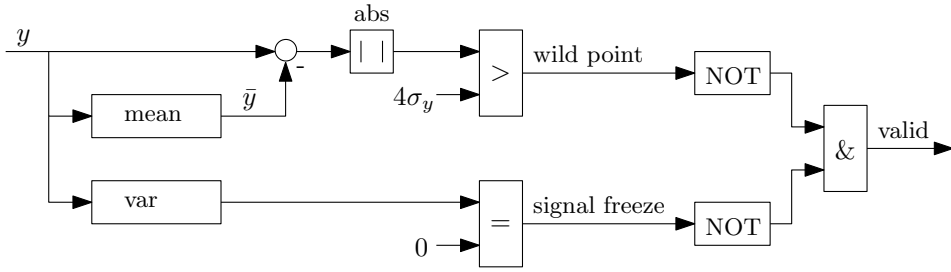 abs
y
-
| |
>
wild point
NOT
mean
ȳ
4σ_y
valid
&
var
=
signal freeze
NOT
0